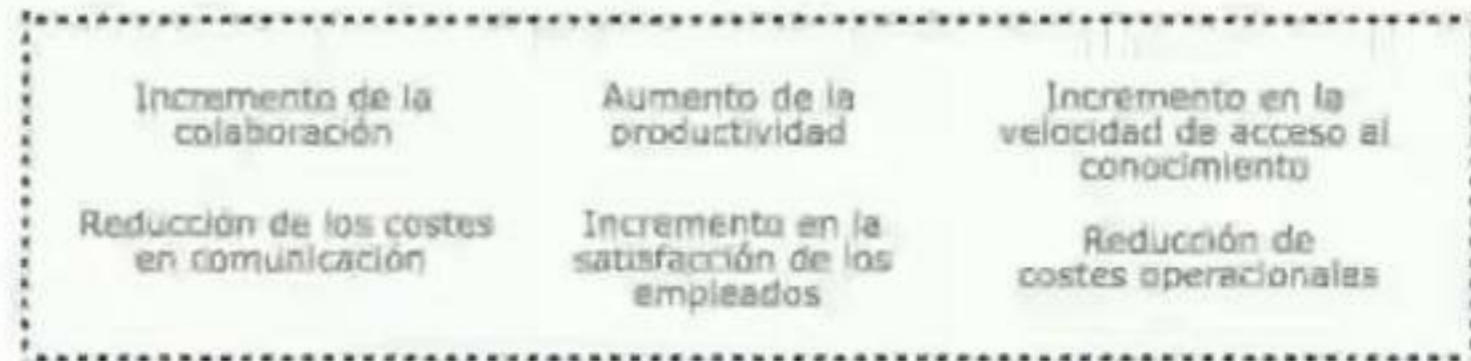 Incremento de la
colaboración
Aumento de la
productividad
Incremento en la
velocidad de acceso al
conocimiento
Reducción de los costes
en comunicación
Incremento en la
satisfacción de los
empleados
Reducción de
costes operacionales